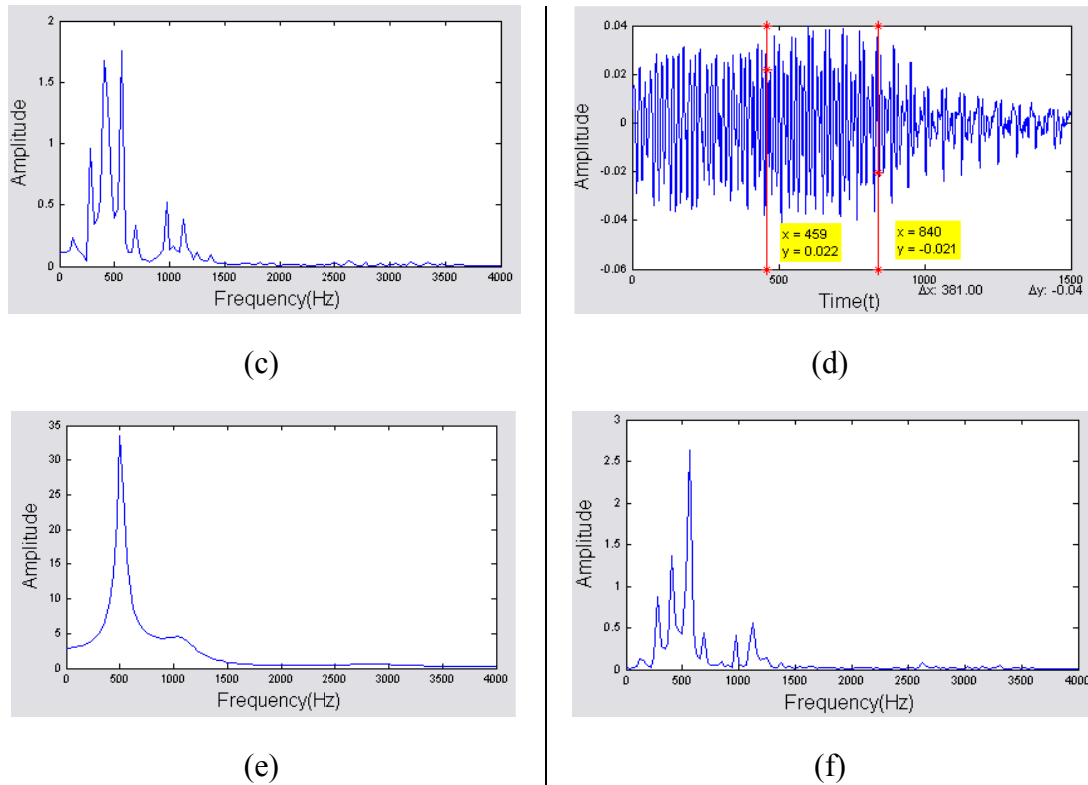 2
1.5
1
0.5
0
Amplitude
0 500 1000 1500 2000 2500 3000 3500 4000
Frequency(Hz)
(c)
0.04
0.02
0
-0.02
-0.04
-0.06
Amplitude
x = 459
y = 0.022
x = 840
y = -0.021
0 500 1000 1500
Time(t)
Δx: 381.00 Δy: -0.04
(d)
35
30
25
20
15
10
5
0
Amplitude
0 500 1000 1500 2000 2500 3000 3500 4000
Frequency(Hz)
(e)
3
2.5
2
1.5
1
0.5
0
Amplitude
0 500 1000 1500 2000 2500 3000 3500 4000
Frequency(Hz)
(f)